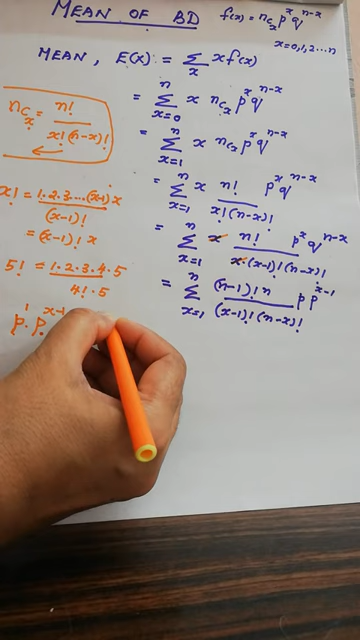 MEAN OF BD f(x) = nCx p^x q^(n-x)
x=0,1,2...n
MEAN, E(X) = Σ_x x f(x)
= Σ_{x=0}^{n} x nCx p^x q^(n-x)
= Σ_{x=1}^{n} x nCx p^x q^(n-x)
= Σ_{x=1}^{n} x n!/(x!(n-x)!) p^x q^(n-x)
= Σ_{x=1}^{n} x n!/(x·(x-1)!(n-x)!) p^x q^(n-x)
= Σ_{x=1}^{n} (n-1)! n/((x-1)!(n-x)!) p p^(x-1)
nCx = n!/(x!(n-x)!)
x! = 1·2·3...(x-1)x
(x-1)!
= (x-1)! x
5! = 1·2·3·4·5
4!·5
p^1·p^(x-1)